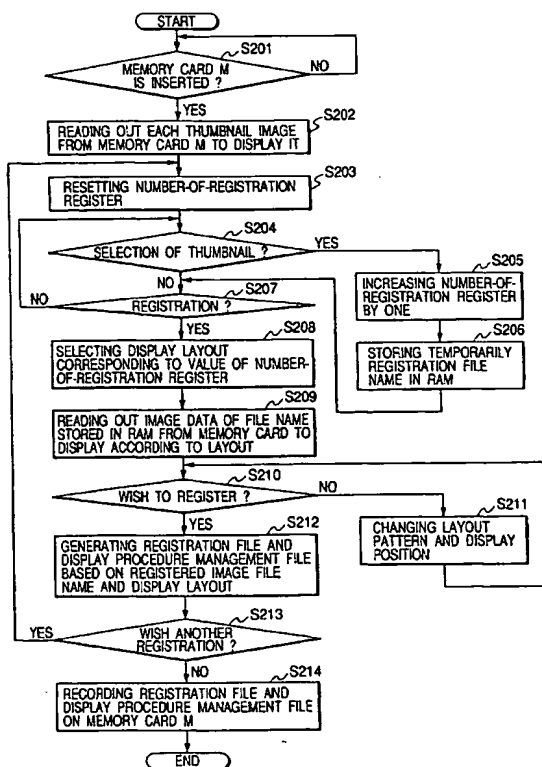 START
S201
MEMORY CARD M
IS INSERTED ?
NO
YES
S202
READING OUT EACH THUMBNAIL IMAGE
FROM MEMORY CARD M TO DISPLAY IT
S203
RESETTING NUMBER-OF-REGISTRATION
REGISTER
S204
SELECTION OF THUMBNAIL ?
YES
NO
S205
INCREASING NUMBER-OF-
REGISTRATION REGISTER
BY ONE
S206
STORING TEMPORARILY
REGISTRATION FILE
NAME IN RAM
S207
REGISTRATION ?
NO
YES
S208
SELECTING DISPLAY LAYOUT
CORRESPONDING TO VALUE OF NUMBER-
OF-REGISTRATION REGISTER
S209
READING OUT IMAGE DATA OF FILE NAME
STORED IN RAM FROM MEMORY CARD TO
DISPLAY ACCORDING TO LAYOUT
S210
WISH TO REGISTER ?
NO
YES
S211
CHANGING LAYOUT
PATTERN AND DISPLAY
POSITION
S212
GENERATING REGISTRATION FILE AND
DISPLAY PROCEDURE MANAGEMENT FILE
BASED ON REGISTERED IMAGE FILE
NAME AND DISPLAY LAYOUT
S213
YES
WISH ANOTHER
REGISTRATION ?
NO
S214
RECORDING REGISTRATION FILE AND
DISPLAY PROCEDURE MANAGEMENT FILE
ON MEMORY CARD M
END